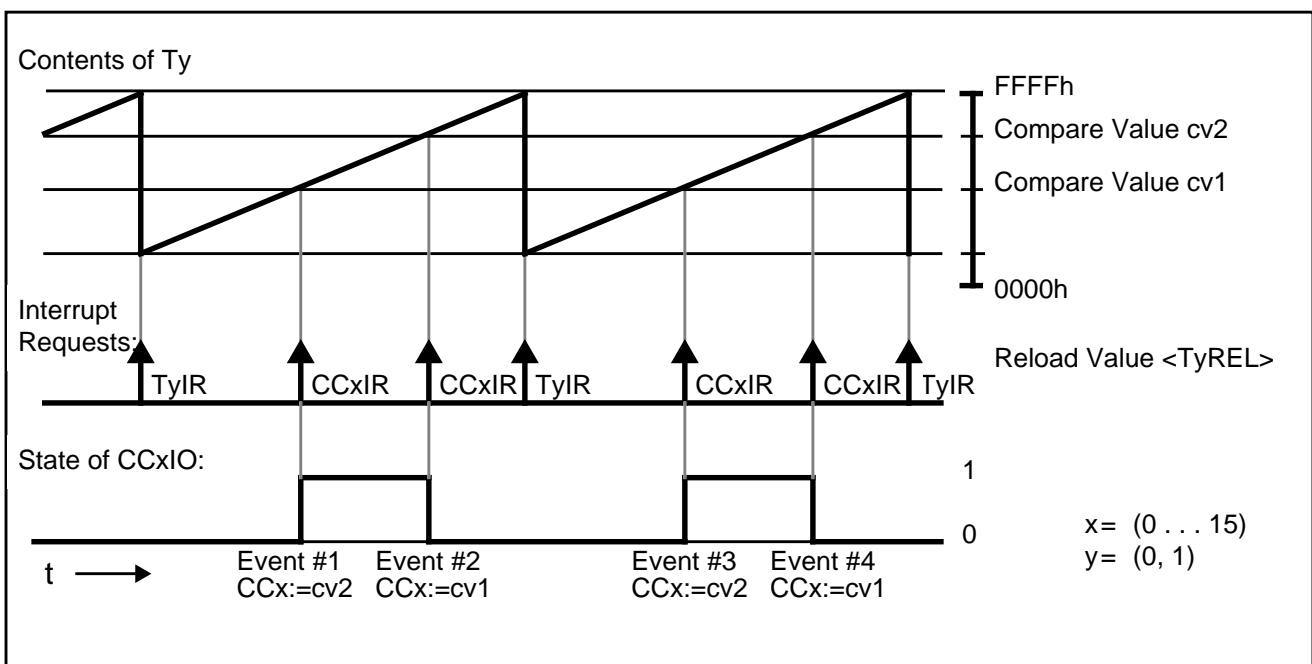 Contents of Ty
FFFFh
Compare Value cv2
Compare Value cv1
0000h
Interrupt
Requests:
Reload Value <TyREL>
TyIR CCxIR CCxIR TyIR CCxIR CCxIR TyIR
State of CCxIO:
1
0
x= (0 . . . 15)
y= (0, 1)
t
Event #1 Event #2 Event #3 Event #4
CCx:=cv2 CCx:=cv1 CCx:=cv2 CCx:=cv1